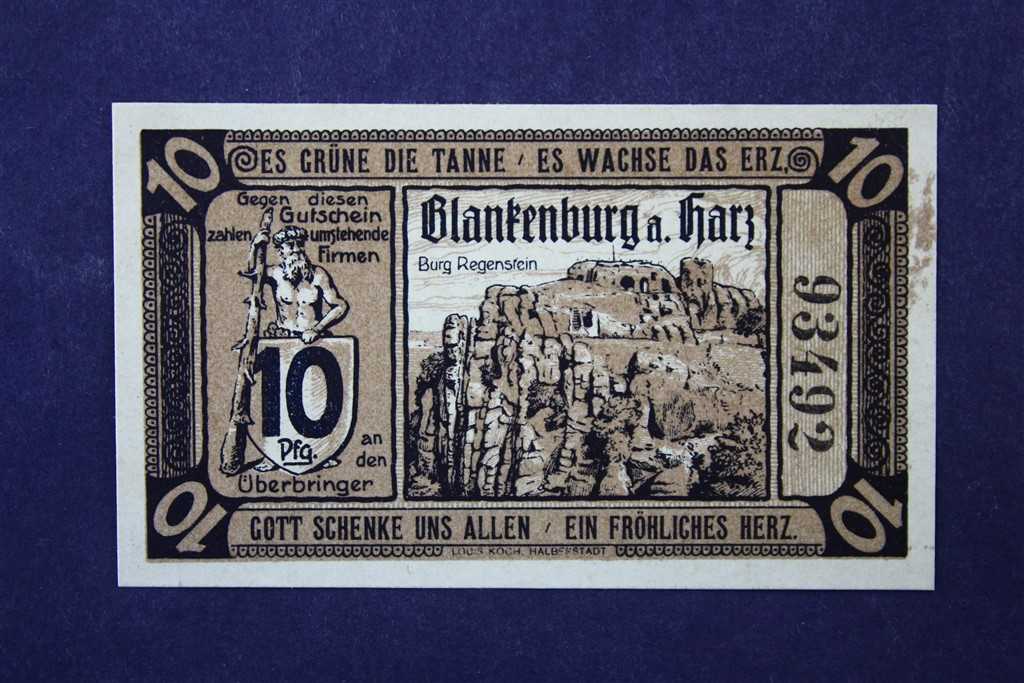 10
ES GRÜNE DIE TANNE / ES WACHSE DAS ERZ,
10
Gegen diesen
Gutschein
zahlen umstehende
Firmen
10
Pfg.
an
den
Überbringer
Blankenburg a. Harz
Burg Regenstein
93492
10
GOTT SCHENKE UNS ALLEN / EIN FRÖHLICHES HERZ.
10
LOUIS KOCH, HALBERSTADT